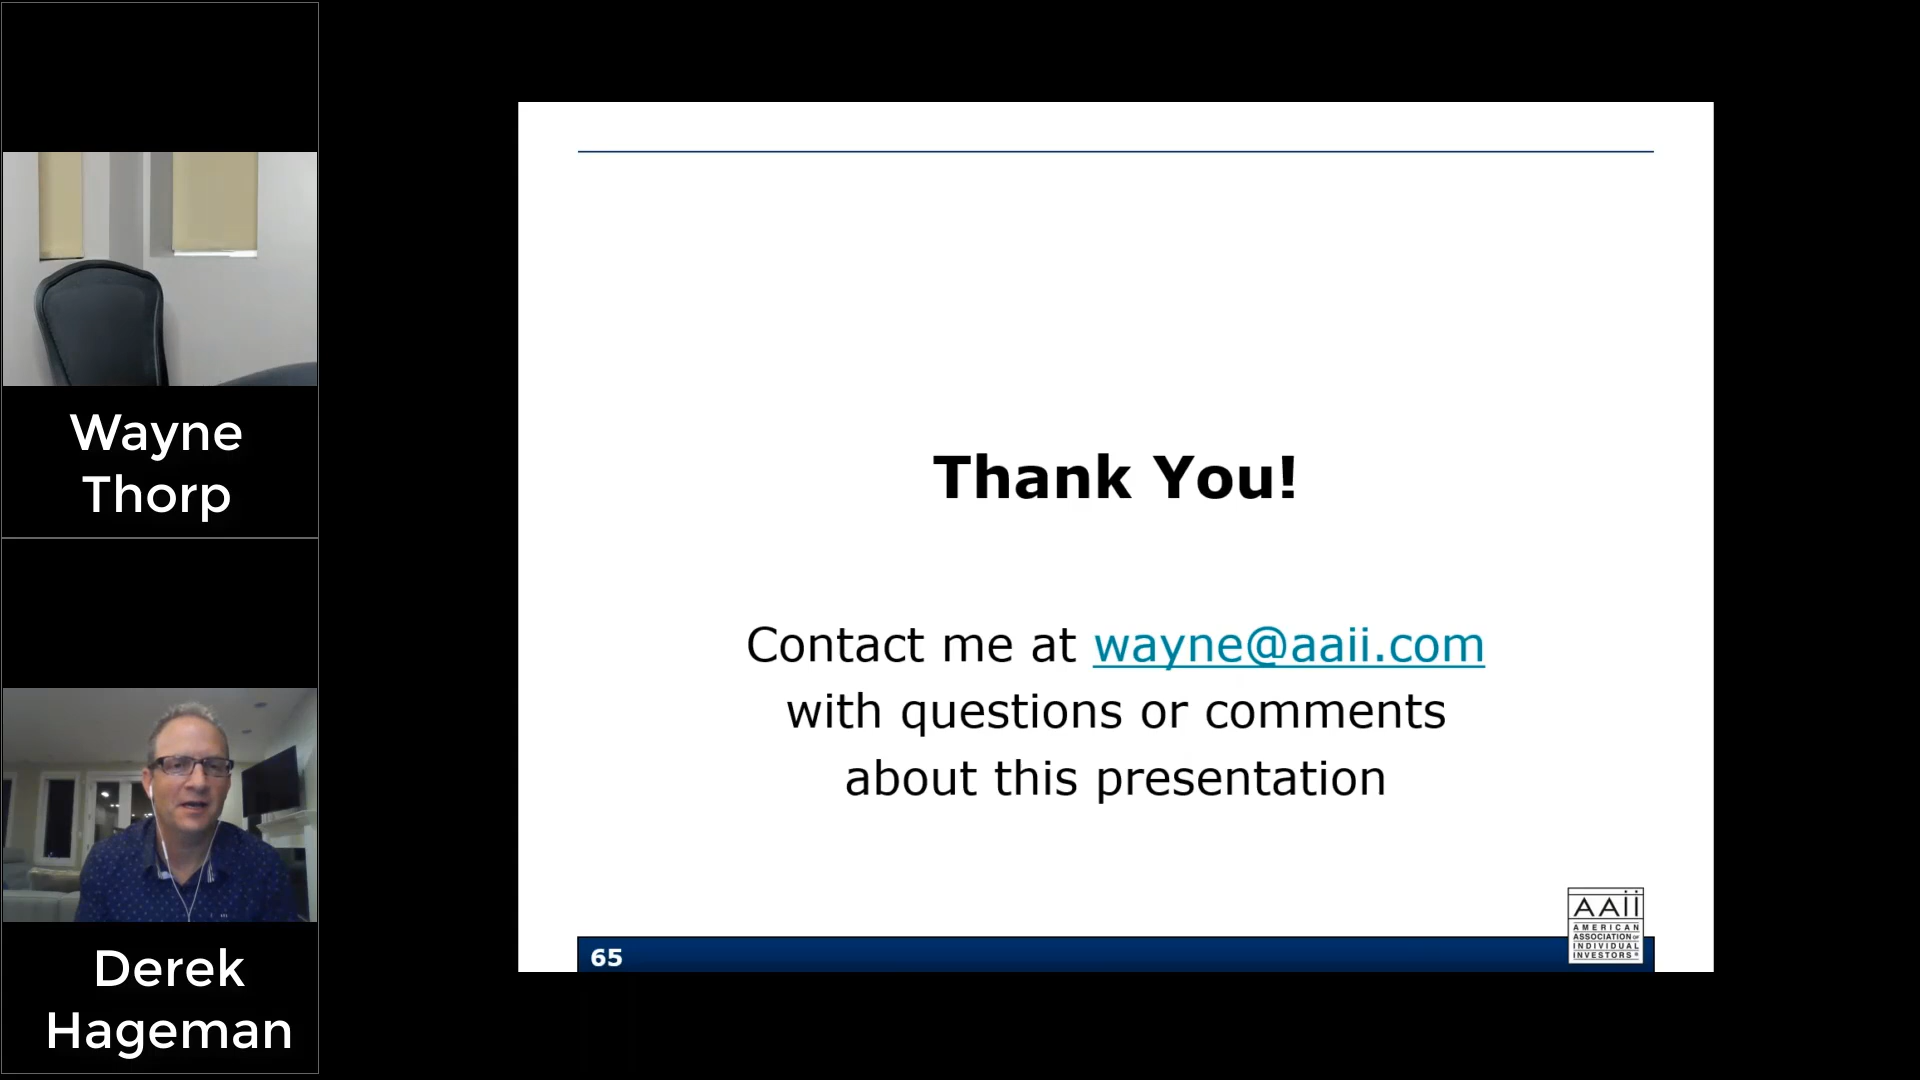 Wayne
Thorp
Derek
Hageman
Thank You!
Contact me at wayne@aaii.com
with questions or comments
about this presentation
65
AAii
AMERICAN
ASSOCIATION OF
INDIVIDUAL
INVESTORS®